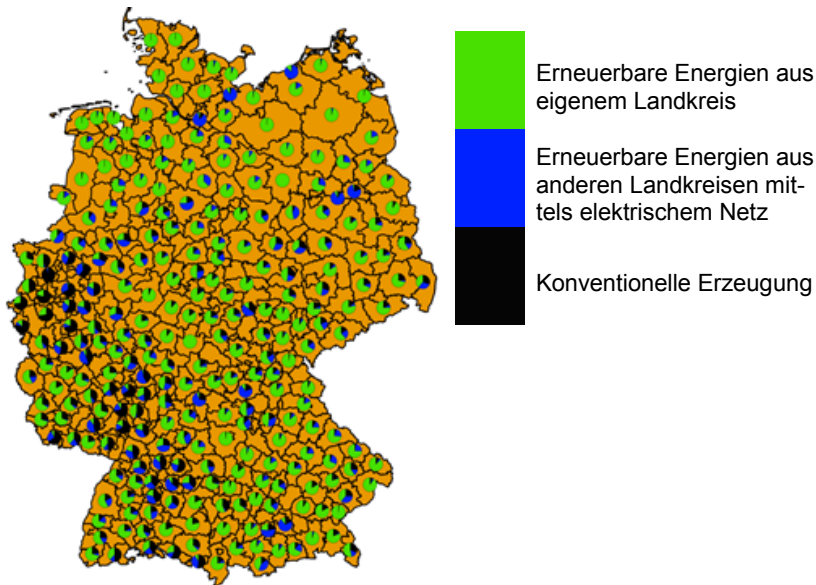 Erneuerbare Energien aus
eigenem Landkreis
Erneuerbare Energien aus
anderen Landkreisen mit-
tels elektrischem Netz
Konventionelle Erzeugung